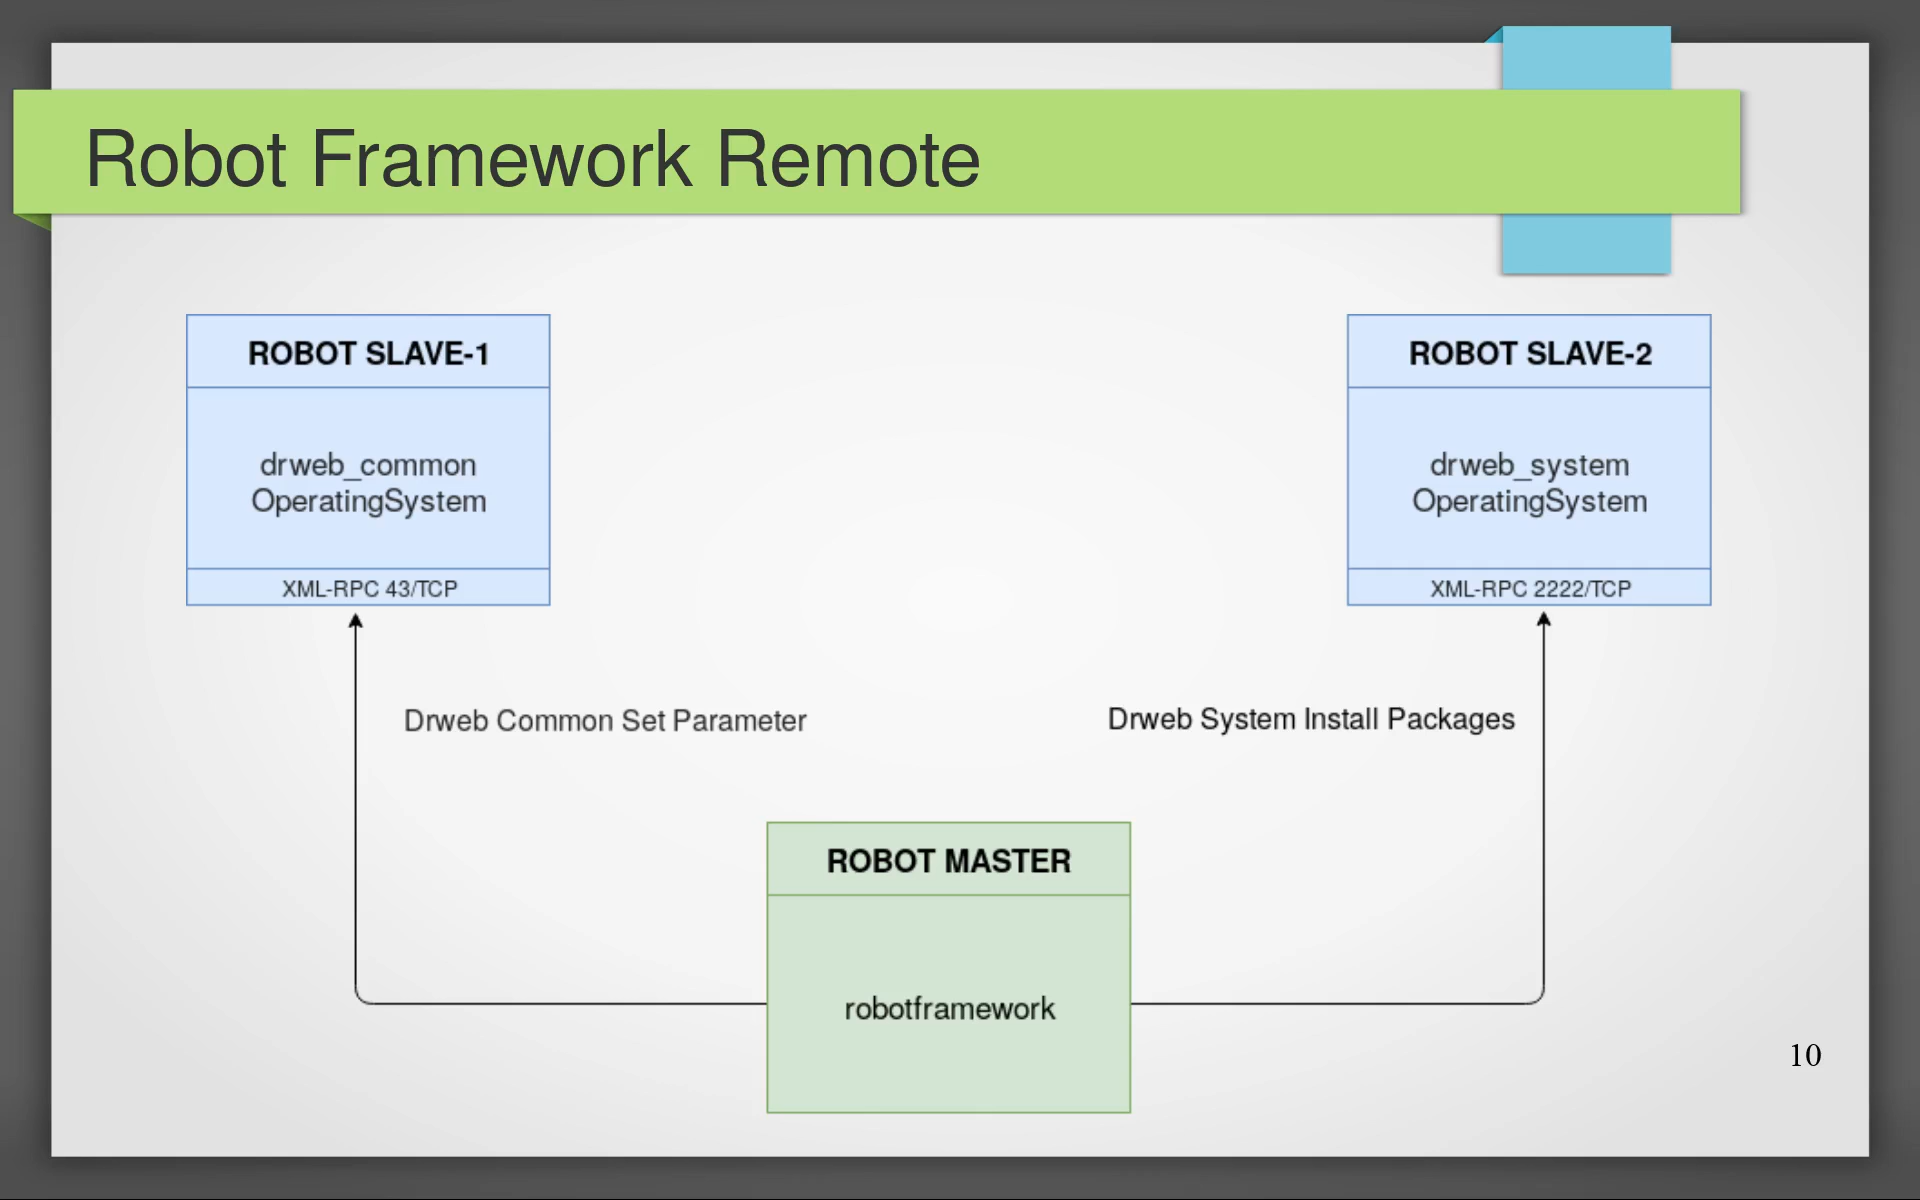 Robot Framework Remote
ROBOT SLAVE-1
drweb_common
OperatingSystem
XML-RPC 43/TCP
ROBOT SLAVE-2
drweb_system
OperatingSystem
XML-RPC 2222/TCP
Drweb Common Set Parameter
Drweb System Install Packages
ROBOT MASTER
robotframework
10